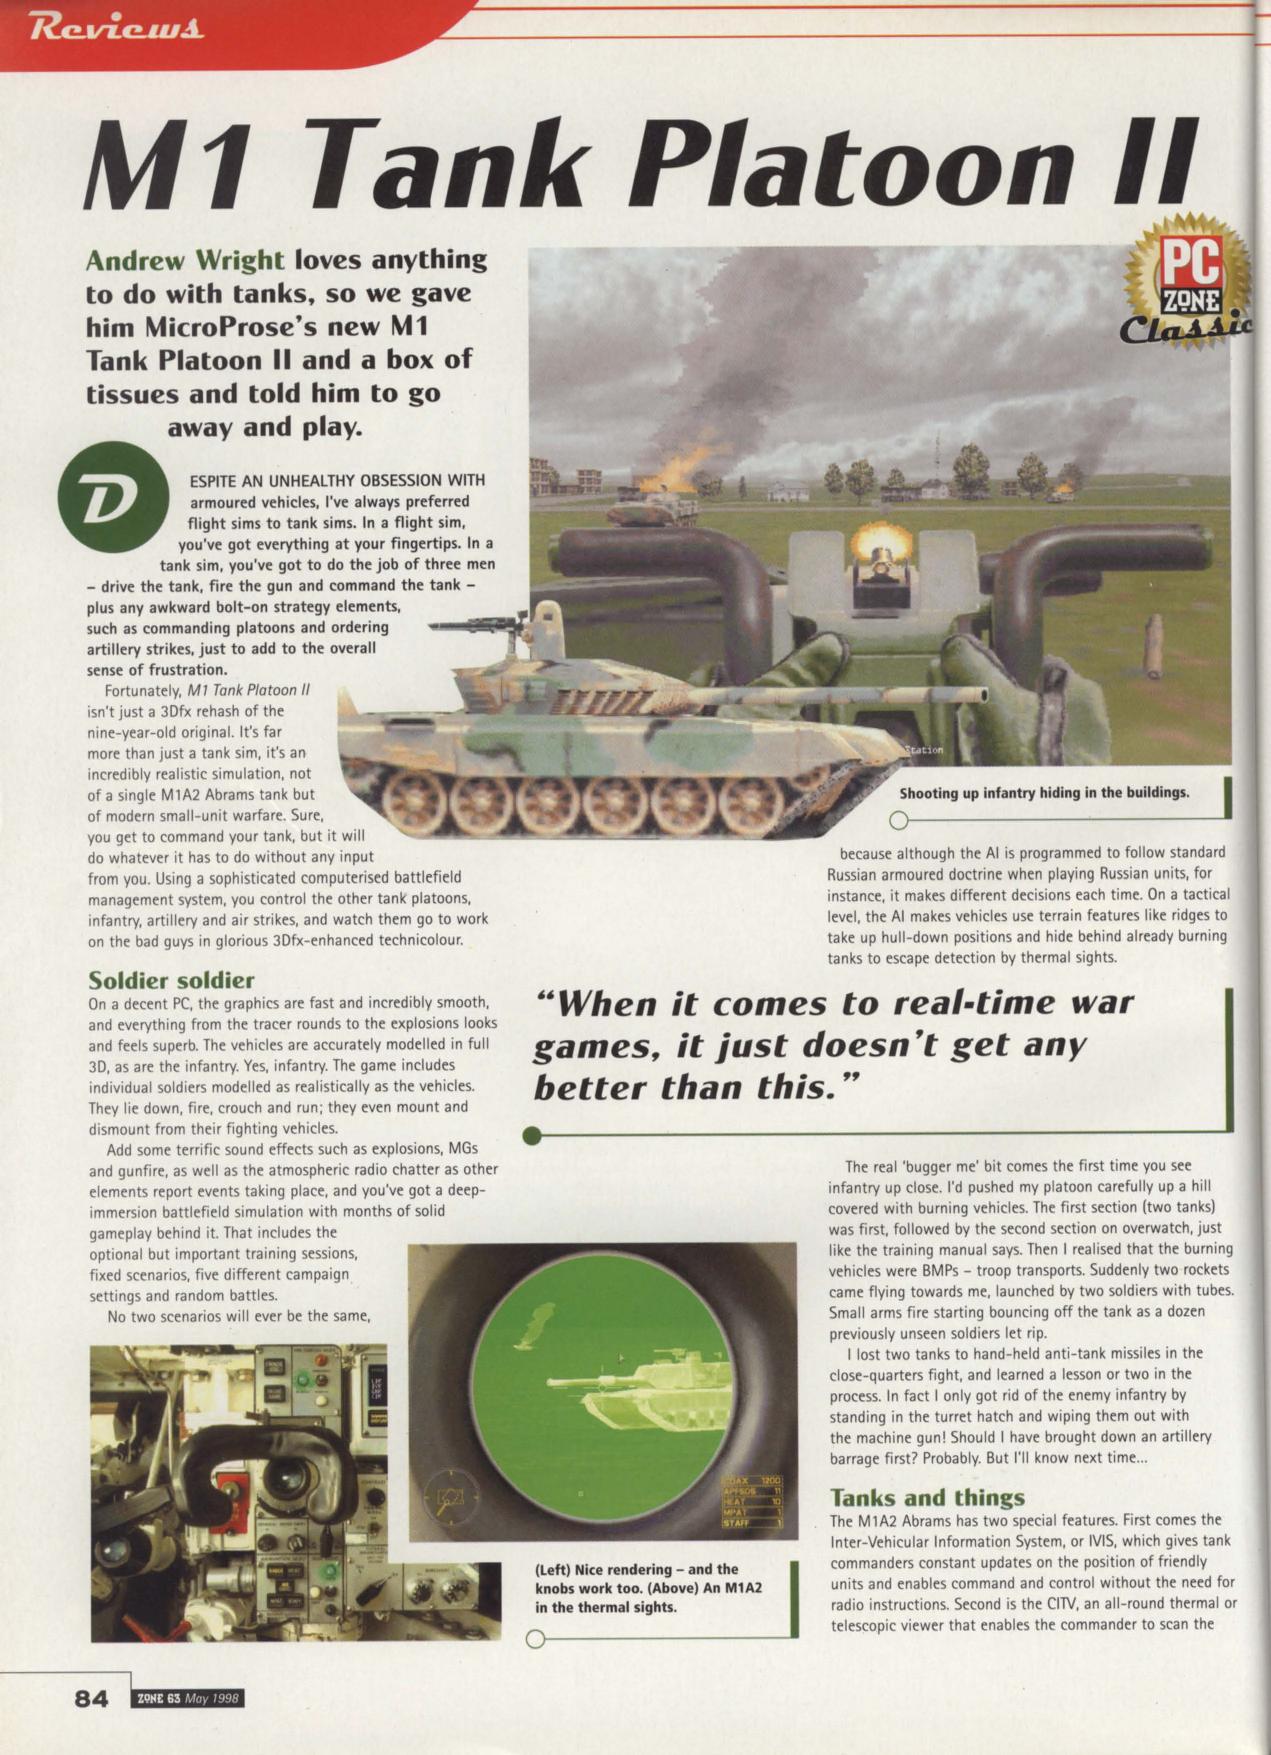 Reviews
M1 Tank Platoon II
Andrew Wright loves anything
to do with tanks, so we gave
him MicroProse's new M1
Tank Platoon II and a box of
tissues and told him to go
away and play.
PC
ZONE
Classic
DESPITE AN UNHEALTHY OBSESSION WITH
armoured vehicles, I've always preferred
flight sims to tank sims. In a flight sim,
you've got everything at your fingertips. In a
tank sim, you've got to do the job of three men
– drive the tank, fire the gun and command the tank –
plus any awkward bolt-on strategy elements,
such as commanding platoons and ordering
artillery strikes, just to add to the overall
sense of frustration.
Fortunately, M1 Tank Platoon II
isn't just a 3Dfx rehash of the
nine-year-old original. It's far
more than just a tank sim, it's an
incredibly realistic simulation, not
of a single M1A2 Abrams tank but
of modern small-unit warfare. Sure,
you get to command your tank, but it will
do whatever it has to do without any input
from you. Using a sophisticated computerised battlefield
management system, you control the other tank platoons,
infantry, artillery and air strikes, and watch them go to work
on the bad guys in glorious 3Dfx-enhanced technicolour.
Soldier soldier
On a decent PC, the graphics are fast and incredibly smooth,
and everything from the tracer rounds to the explosions looks
and feels superb. The vehicles are accurately modelled in full
3D, as are the infantry. Yes, infantry. The game includes
individual soldiers modelled as realistically as the vehicles.
They lie down, fire, crouch and run; they even mount and
dismount from their fighting vehicles.
Add some terrific sound effects such as explosions, MGs
and gunfire, as well as the atmospheric radio chatter as other
elements report events taking place, and you've got a deep-
immersion battlefield simulation with months of solid
gameplay behind it. That includes the
optional but important training sessions,
fixed scenarios, five different campaign
settings and random battles.
No two scenarios will ever be the same,
Station
Shooting up infantry hiding in the buildings.
because although the AI is programmed to follow standard
Russian armoured doctrine when playing Russian units, for
instance, it makes different decisions each time. On a tactical
level, the AI makes vehicles use terrain features like ridges to
take up hull-down positions and hide behind already burning
tanks to escape detection by thermal sights.
“When it comes to real-time war
games, it just doesn't get any
better than this.”
The real 'bugger me' bit comes the first time you see
infantry up close. I'd pushed my platoon carefully up a hill
covered with burning vehicles. The first section (two tanks)
was first, followed by the second section on overwatch, just
like the training manual says. Then I realised that the burning
vehicles were BMPs – troop transports. Suddenly two rockets
came flying towards me, launched by two soldiers with tubes.
Small arms fire starting bouncing off the tank as a dozen
previously unseen soldiers let rip.
I lost two tanks to hand-held anti-tank missiles in the
close-quarters fight, and learned a lesson or two in the
process. In fact I only got rid of the enemy infantry by
standing in the turret hatch and wiping them out with
the machine gun! Should I have brought down an artillery
barrage first? Probably. But I'll know next time...
Tanks and things
The M1A2 Abrams has two special features. First comes the
Inter-Vehicular Information System, or IVIS, which gives tank
commanders constant updates on the position of friendly
units and enables command and control without the need for
radio instructions. Second is the CITV, an all-round thermal or
telescopic viewer that enables the commander to scan the
COAX 1200
APFSDS 11
HEAT 10
MPAT 1
STAFF 1
(Left) Nice rendering – and the
knobs work too. (Above) An M1A2
in the thermal sights.
84
ZONE 63 May 1998